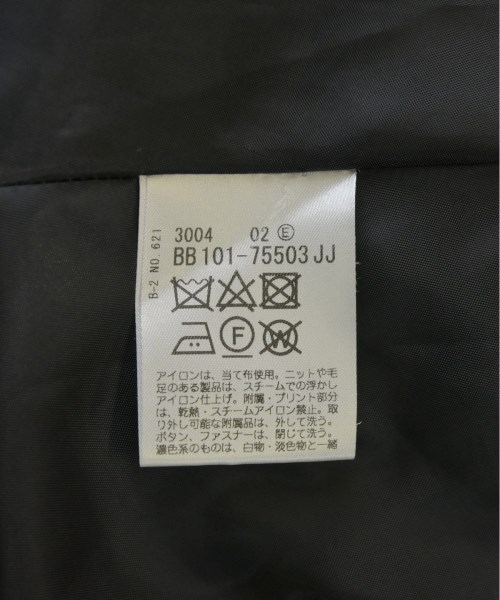 B-2 NO.621
3004 02 Ⓔ
BB 101-75503 JJ
F W
アイロンは、当て布使用。ニットや毛
足のある製品は、スチームでの浮かし
アイロン仕上げ。附属・プリント部分
は、乾熱・スチームアイロン禁止。取
り外し可能な附属品は、外して洗う。
ボタン、ファスナーは、閉じて洗う。
濃色系のものは、白物・淡色物と一緒